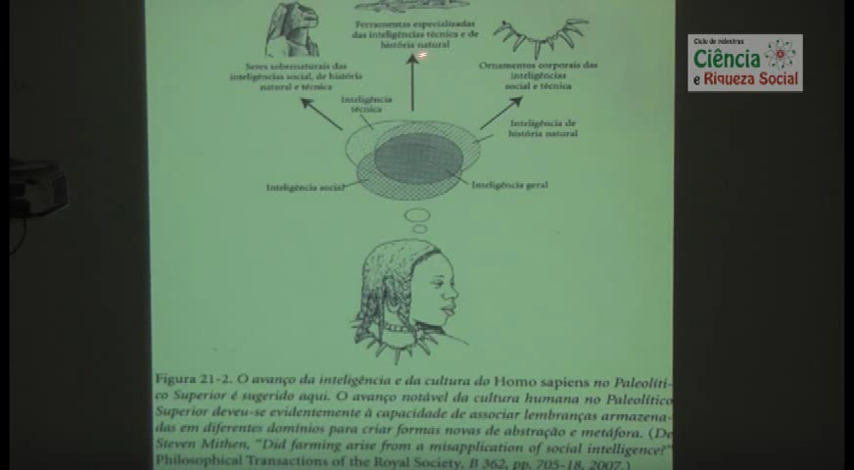 Ciclo de palestras
Ciência
e Riqueza Social
Ferramentas especializadas
das inteligências técnica e de
história natural
Seres sobrenaturais das
inteligências social, de história
natural e técnica
Ornamentos corporais das
inteligências
social e técnica
Inteligência
técnica
Inteligência de
história natural
Inteligência social
Inteligência geral
Figura 21-2. O avanço da inteligência e da cultura do Homo sapiens no Paleolíti-
co Superior é sugerido aqui. O avanço notável da cultura humana no Paleolítico
Superior deveu-se evidentemente à capacidade de associar lembranças armazena-
das em diferentes domínios para criar formas novas de abstração e metáfora. (De
Steven Mithen, "Did farming arise from a misapplication of social intelligence?"
Philosophical Transactions of the Royal Society, B 362, pp. 705-18, 2007.)